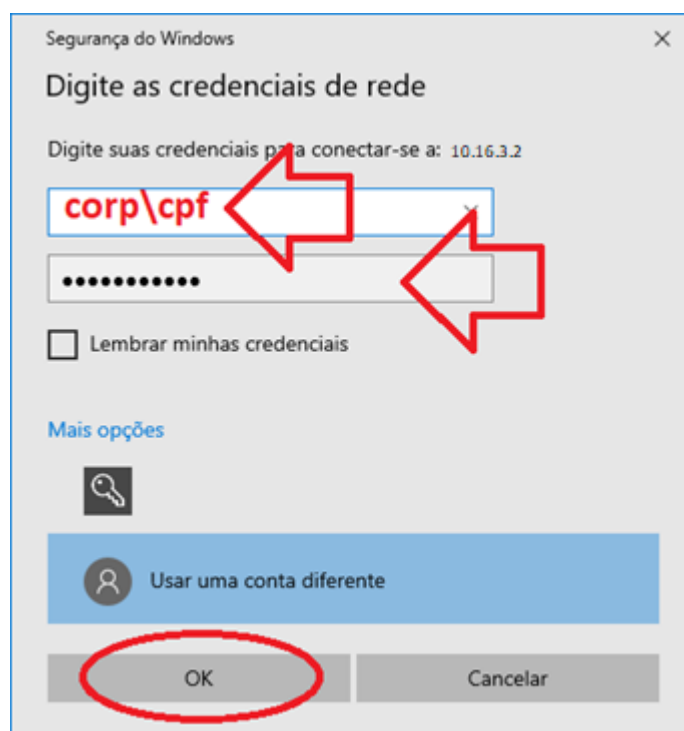 Segurança do Windows
Digite as credenciais de rede
Digite suas credenciais para conectar-se a: 10.16.3.2
corp\cpf
•••••••••••
Lembrar minhas credenciais
Mais opções
Usar uma conta diferente
OK
Cancelar